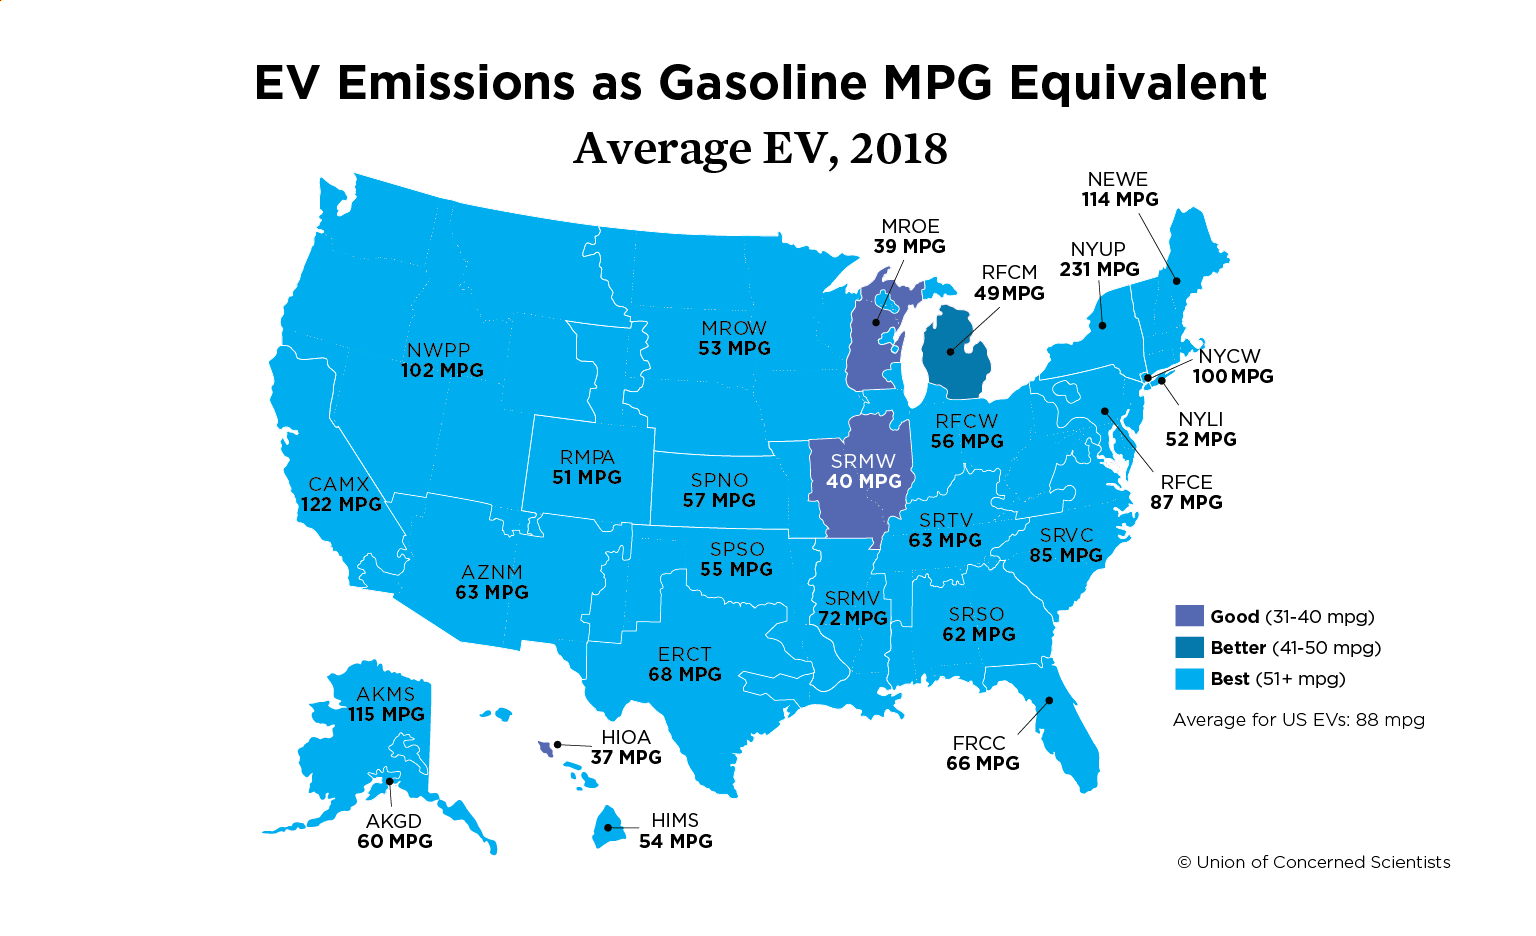 EV Emissions as Gasoline MPG Equivalent
Average EV, 2018
NEWE
114 MPG
MROE
39 MPG
NYUP
231 MPG
RFCM
49 MPG
MROW
53 MPG
NWPP
102 MPG
NYCW
100 MPG
NYLI
52 MPG
RFCW
56 MPG
RMPA
51 MPG
SRMW
40 MPG
SPNO
57 MPG
CAMX
122 MPG
RFCE
87 MPG
SRTV
63 MPG
SRVC
85 MPG
SPSO
55 MPG
AZNM
63 MPG
SRMV
72 MPG
SRSO
62 MPG
ERCT
68 MPG
Good (31-40 mpg)
Better (41-50 mpg)
Best (51+ mpg)
Average for US EVs: 88 mpg
AKMS
115 MPG
HIOA
37 MPG
FRCC
66 MPG
AKGD
60 MPG
HIMS
54 MPG
© Union of Concerned Scientists